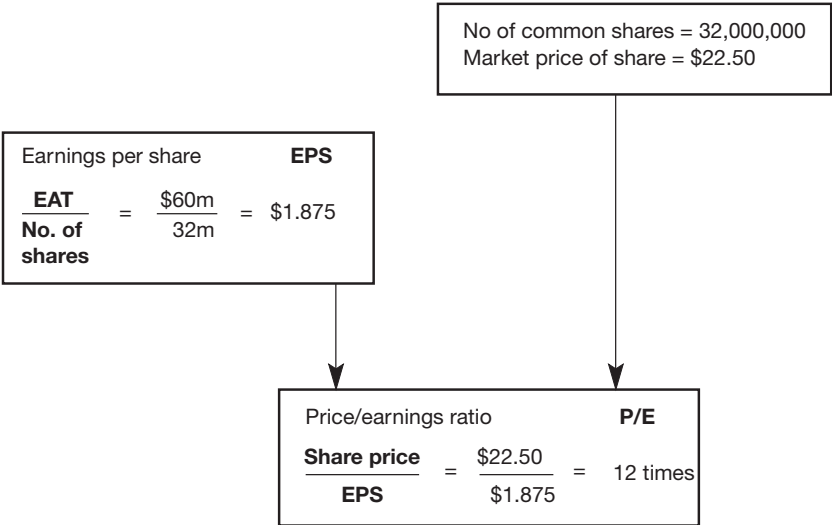 No of common shares = 32,000,000
Market price of share = $22.50
Earnings per share EPS
EAT = $60m = $1.875
No. of 32m
shares
Price/earnings ratio P/E
Share price = $22.50 = 12 times
EPS $1.875